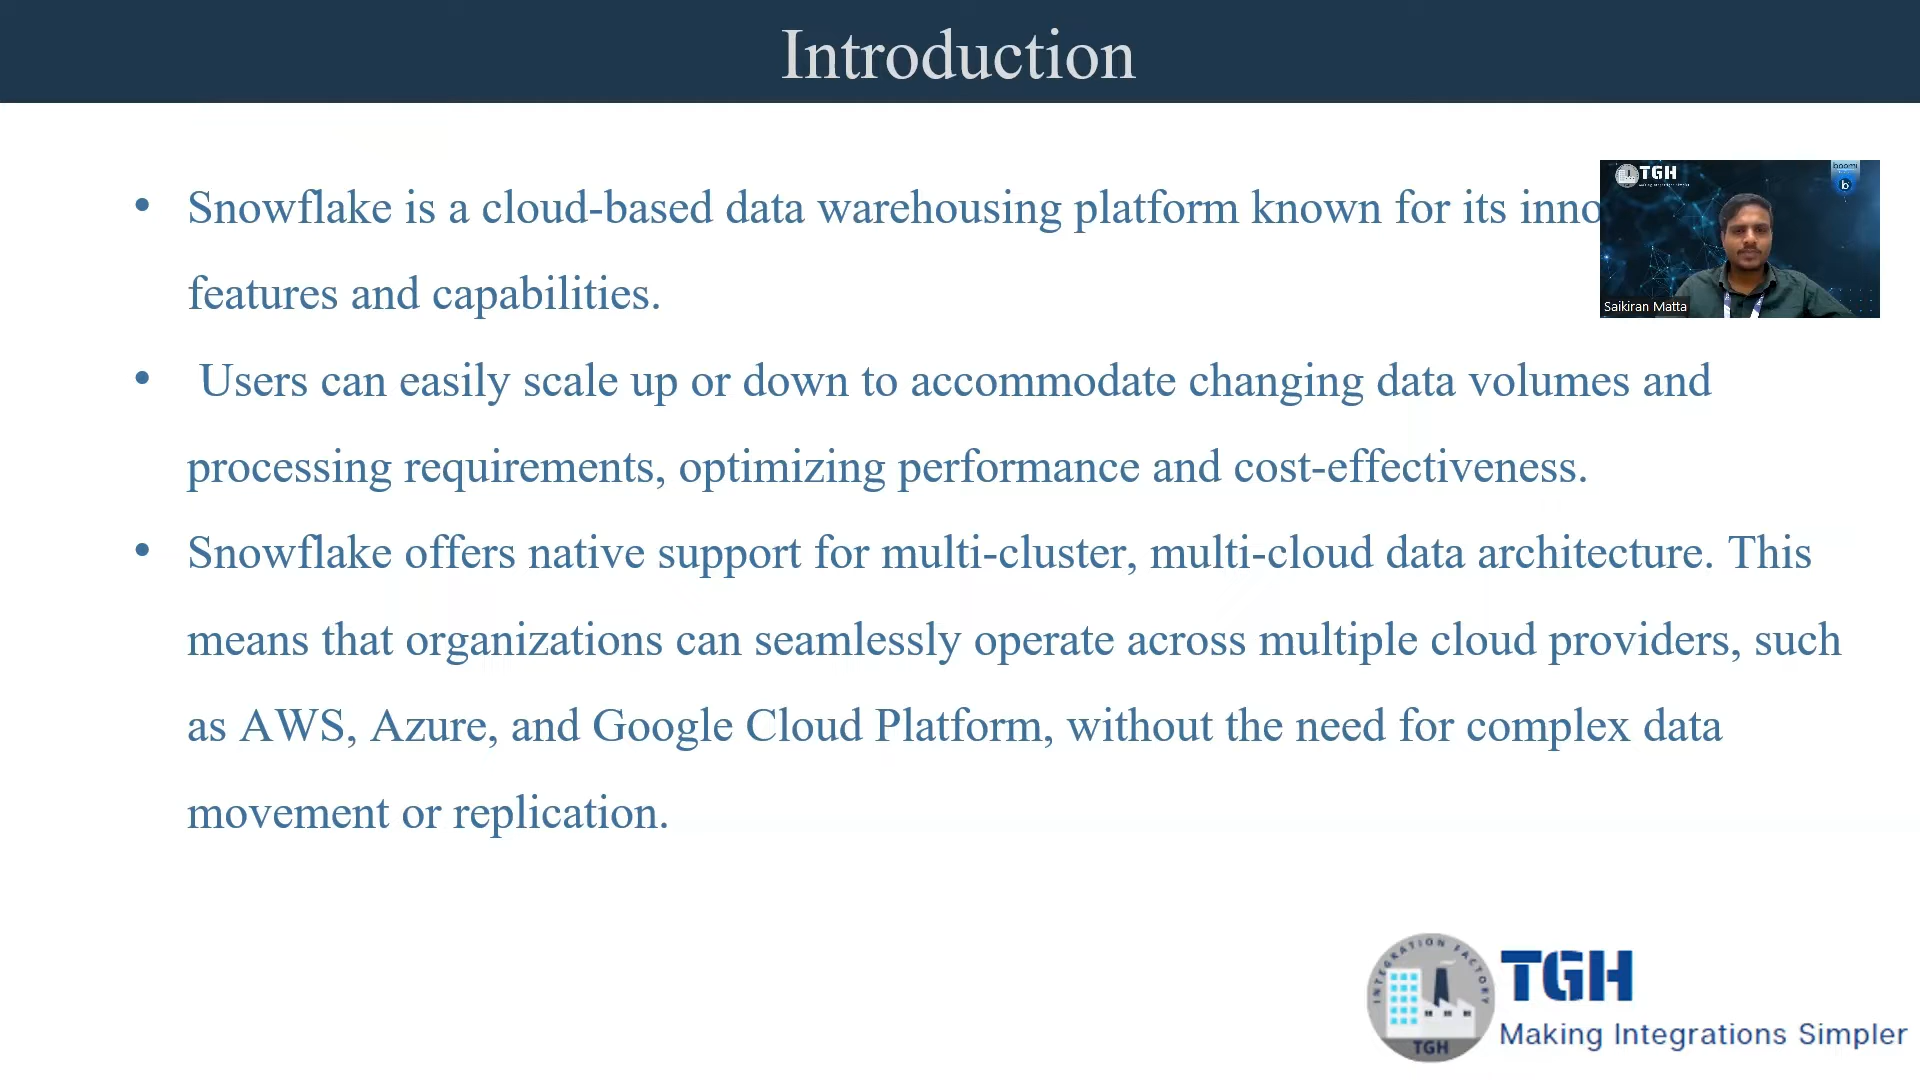 Introduction
• Snowflake is a cloud-based data warehousing platform known for its
features and capabilities.
• Users can easily scale up or down to accommodate changing data volumes and
processing requirements, optimizing performance and cost-effectiveness.
• Snowflake offers native support for multi-cluster, multi-cloud data architecture. This
means that organizations can seamlessly operate across multiple cloud providers, such
as AWS, Azure, and Google Cloud Platform, without the need for complex data
movement or replication.
TGH
boomi
b
Saikiran Matta
INTEGRATION FACTORY
TGH
TGH
Making Integrations Simpler